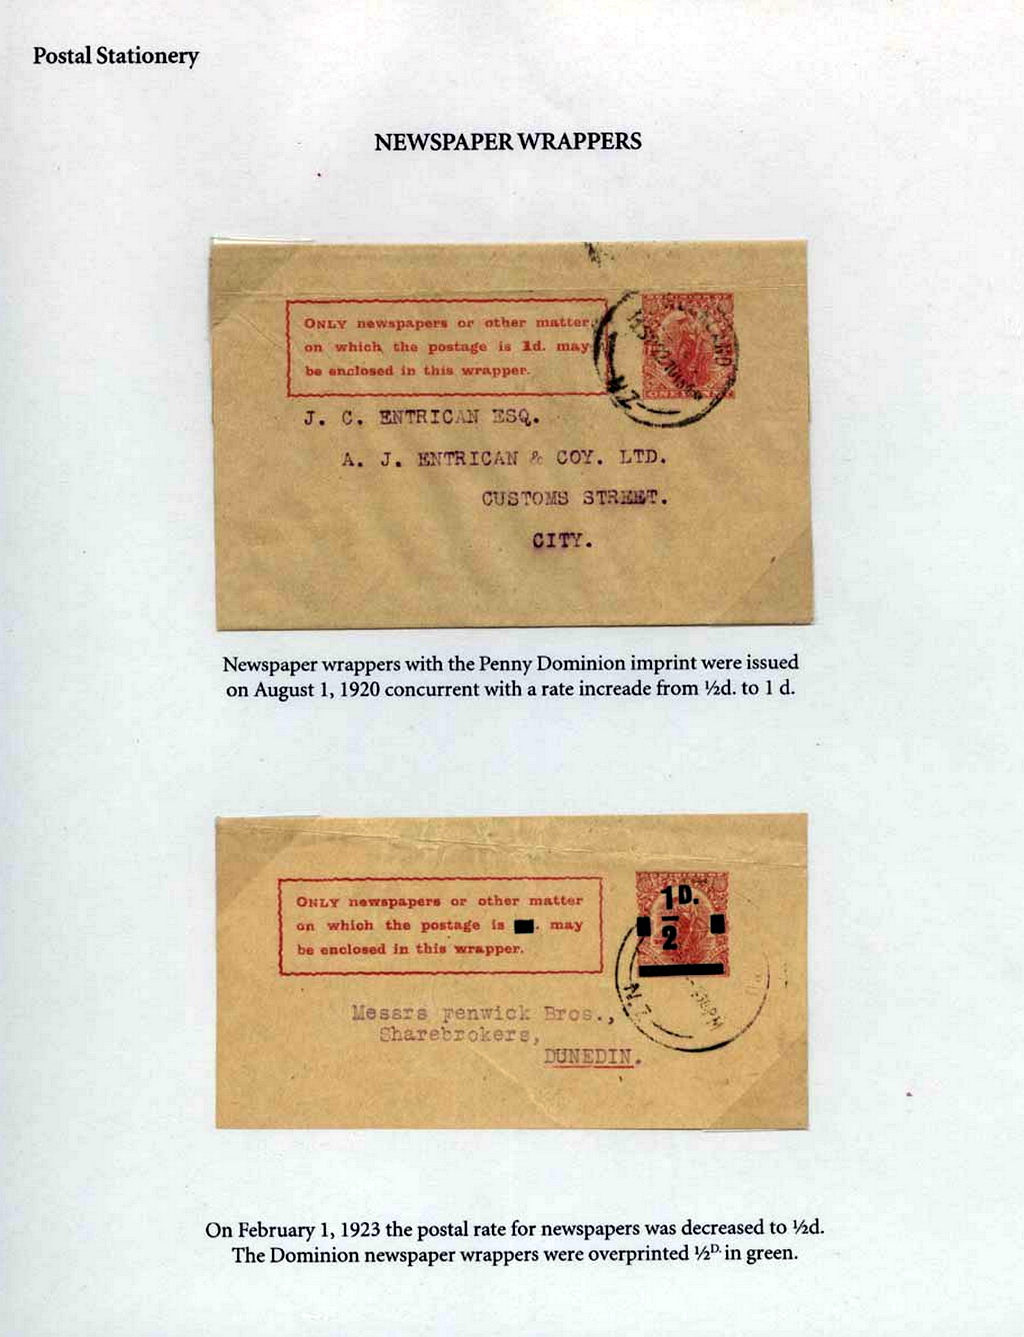 Postal Stationery
NEWSPAPER WRAPPERS
ONLY newspapers or other matter
on which the postage is 1d. may
be enclosed in this wrapper.
N.Z.
ONE PENNY
J. C. ENTRICAN ESQ.
A. J. ENTRICAN & COY. LTD.
CUSTOMS STREET.
CITY.
Newspaper wrappers with the Penny Dominion imprint were issued
on August 1, 1920 concurrent with a rate increade from ½d. to 1 d.
ONLY newspapers or other matter
on which the postage is . may
be enclosed in this wrapper.
1D.
2
N.Z.
PM
Messrs Fenwick Bros.,
Sharebrokers,
DUNEDIN.
On February 1, 1923 the postal rate for newspapers was decreased to ½d.
The Dominion newspaper wrappers were overprinted ½D. in green.